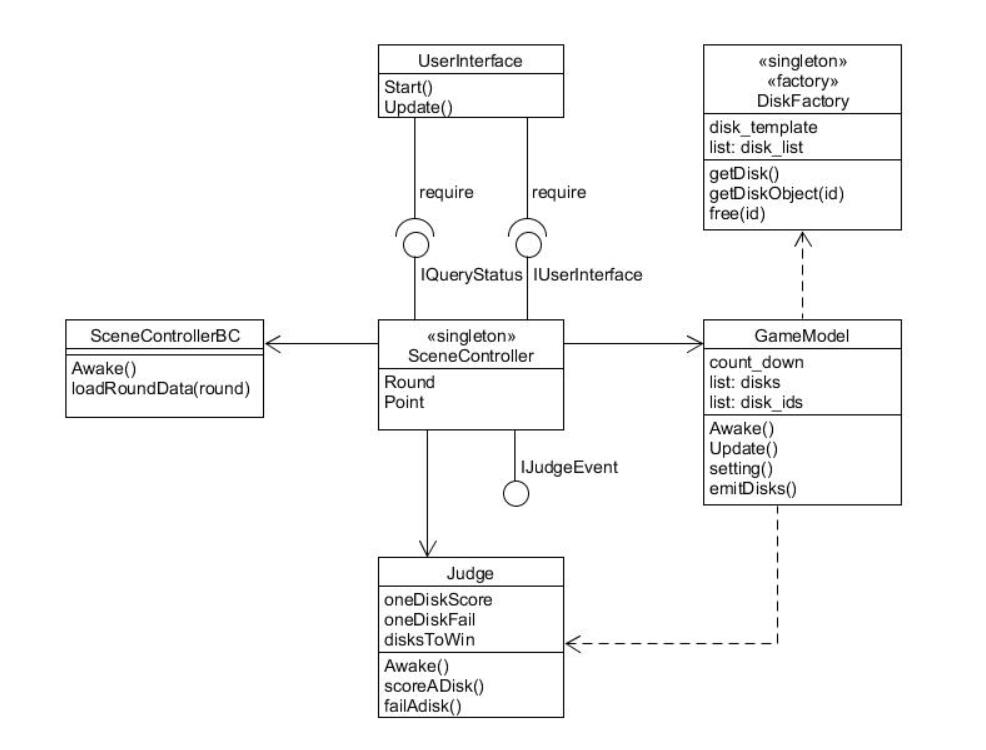 UserInterface
Start()
Update()
«singleton»
«factory»
DiskFactory
disk_template
list: disk_list
getDisk()
getDiskObject(id)
free(id)
require
require
IQueryStatus
IUserInterface
SceneControllerBC
Awake()
loadRoundData(round)
«singleton»
SceneController
Round
Point
GameModel
count_down
list: disks
list: disk_ids
Awake()
Update()
setting()
emitDisks()
IJudgeEvent
Judge
oneDiskScore
oneDiskFail
disksToWin
Awake()
scoreADisk()
failAdisk()